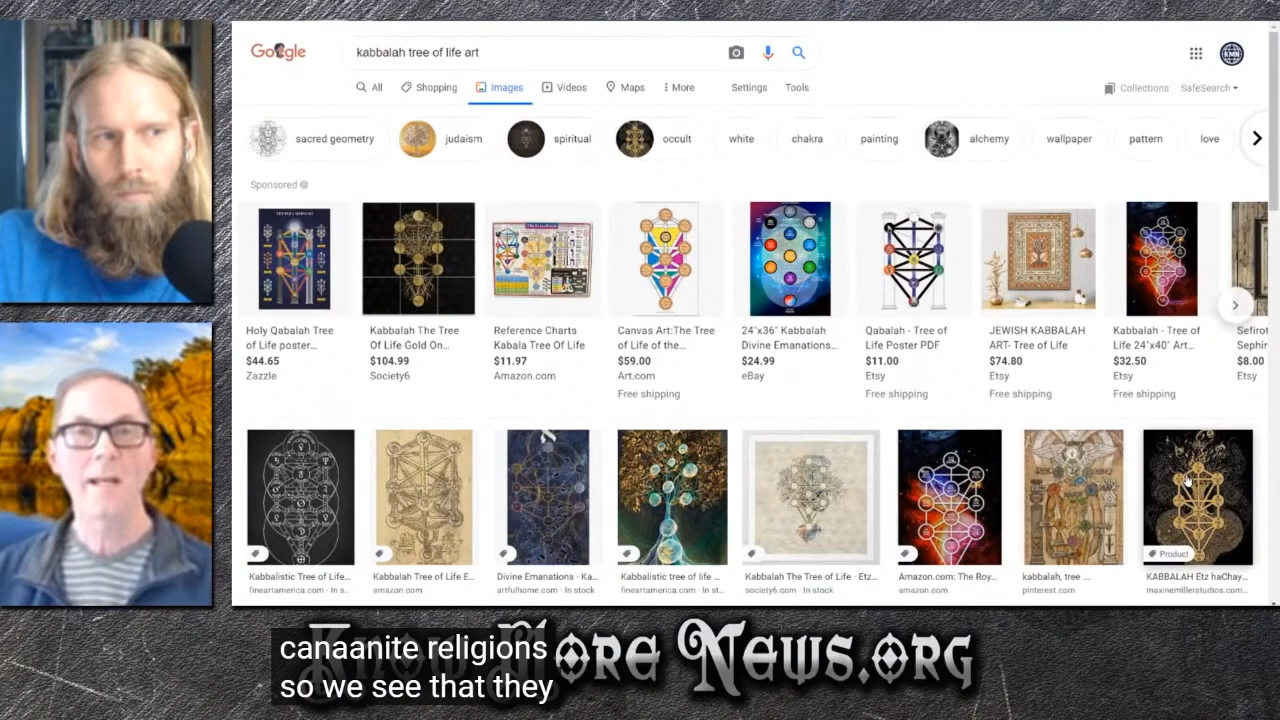 Google
kabbalah tree of life art
All Shopping Images Videos Maps More Settings Tools
Collections SafeSearch
sacred geometry judaism spiritual occult white chakra painting alchemy wallpaper pattern love
Sponsored
Holy Qabalah Tree
of Life poster...
$44.65
Zazzle
Kabbalah The Tree
Of Life Gold On...
$104.99
Society6
Reference Charts
Kabala Tree Of Life
$11.97
Amazon.com
Canvas Art:The Tree
of Life of the...
$59.00
Art.com
Free shipping
24"x36" Kabbalah
Divine Emanations...
$24.99
eBay
Qabalah - Tree of
Life Poster PDF
$11.00
Etsy
Free shipping
JEWISH KABBALAH
ART- Tree of Life
$74.80
Etsy
Free shipping
Kabbalah - Tree of
Life 24"x40" Art...
$32.50
Etsy
Free shipping
Sefirot
Sephir
$8.00
Etsy
Product
Kabbalistic Tree of Life...
fineartamerica.com · In s...
Kabbalah Tree of Life E...
amazon.com
Divine Emanations · Ka...
artfulhome.com · In stock
Kabbalistic tree of life ...
fineartamerica.com · In st...
Kabbalah The Tree of Life · Etz...
society6.com · In stock
Amazon.com: The Roy...
amazon.com
kabbalah, tree ...
pinterest.com
KABBALAH Etz haChay...
maxinemillerstudios.com...
Know More News.org
canaanite religions
so we see that they